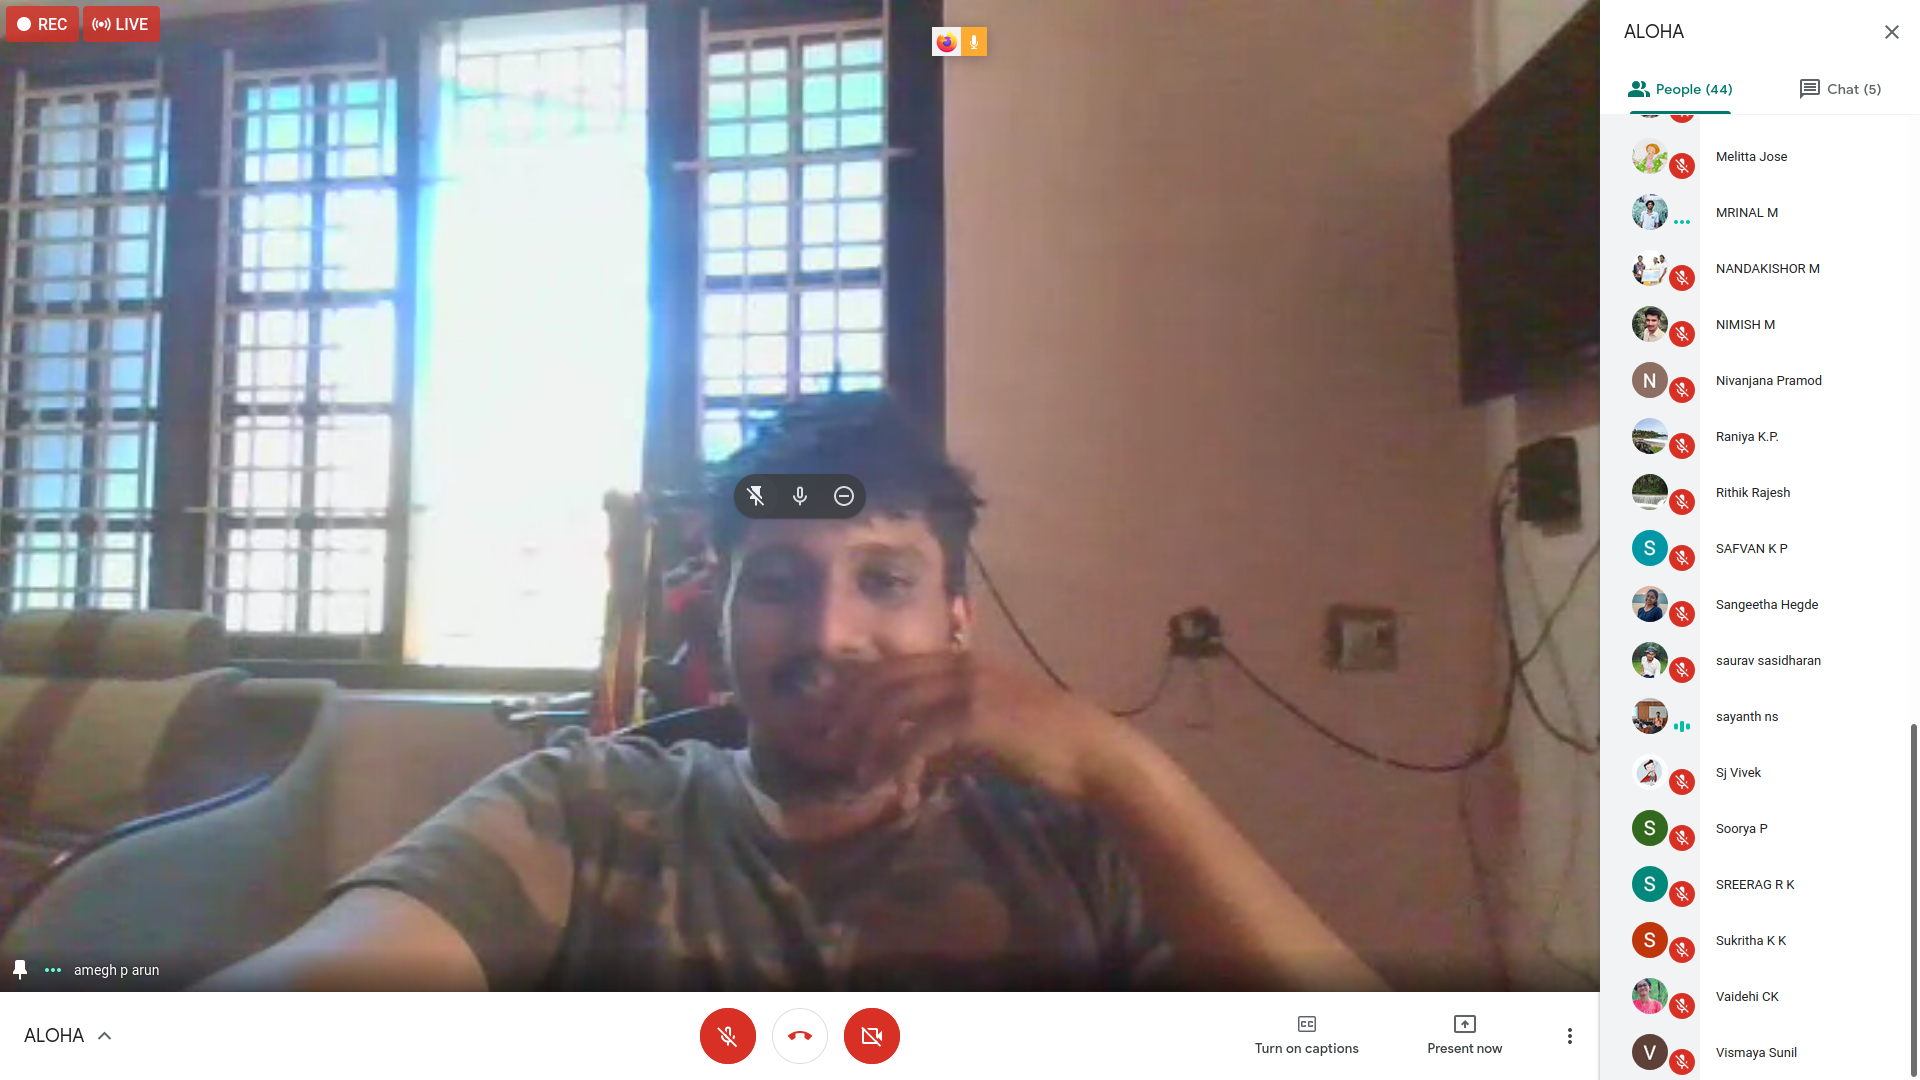 REC
LIVE
ALOHA
People (44)
Chat (5)
Melitta Jose
MRINAL M
NANDAKISHOR M
NIMISH M
N
Nivanjana Pramod
Raniya K.P.
Rithik Rajesh
S
SAFVAN K P
Sangeetha Hegde
saurav sasidharan
sayanth ns
Sj Vivek
S
Soorya P
S
SREERAG R K
S
Sukritha K K
Vaidehi CK
V
Vismaya Sunil
amegh p arun
ALOHA
CC
Turn on captions
Present now